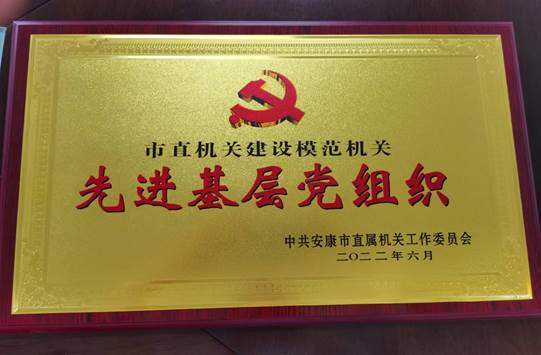 市直机关建设模范机关
先进基层党组织
中共安康市直属机关工作委员会
二〇二二年六月